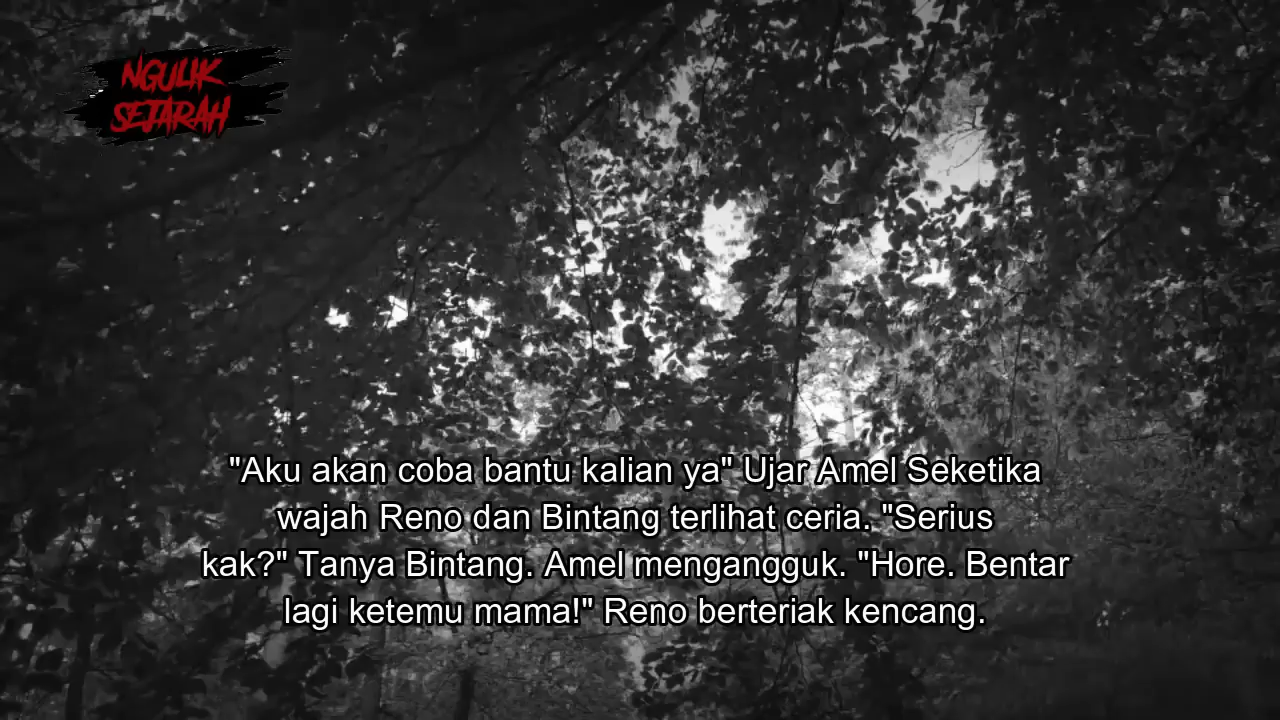 NGULIK
SEJARAH
"Aku akan coba bantu kalian ya" Ujar Amel Seketika
wajah Reno dan Bintang terlihat ceria. "Serius
kak?" Tanya Bintang. Amel mengangguk. "Hore. Bentar
lagi ketemu mama!" Reno berteriak kencang.